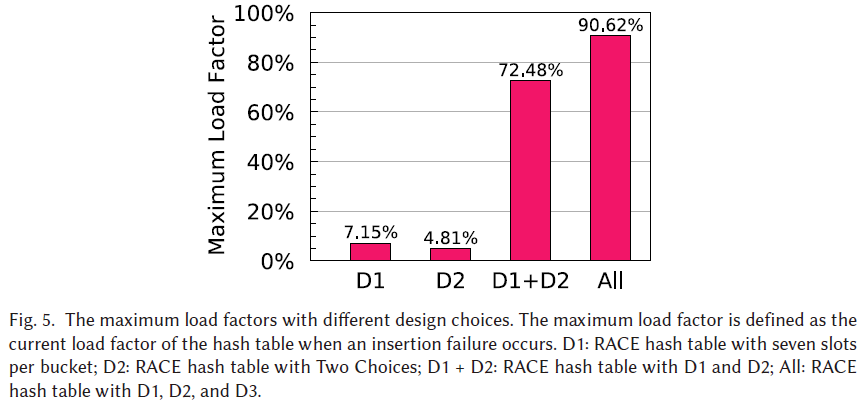 100%
80%
60%
40%
20%
0%
Maximum Load Factor
7.15%
4.81%
72.48%
90.62%
D1
D2
D1+D2
All
Fig. 5. The maximum load factors with different design choices. The maximum load factor is defined as the
current load factor of the hash table when an insertion failure occurs. D1: RACE hash table with seven slots
per bucket; D2: RACE hash table with Two Choices; D1 + D2: RACE hash table with D1 and D2; All: RACE
hash table with D1, D2, and D3.